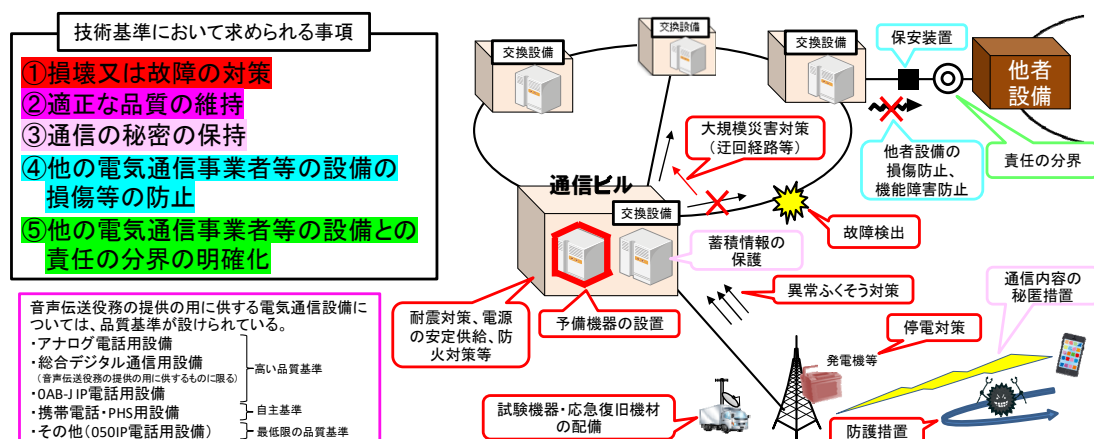 技術基準において求められる事項
①損壊又は故障の対策
②適正な品質の維持
③通信の秘密の保持
④他の電気通信事業者等の設備の
損傷等の防止
⑤他の電気通信事業者等の設備との
責任の分界の明確化
音声伝送役務の提供の用に供する電気通信設備に
ついては、品質基準が設けられている。
・アナログ電話用設備
・総合デジタル通信用設備
(音声伝送役務の提供の用に供するものに限る)
・0AB-J IP電話用設備
高い品質基準
・携帯電話・PHS用設備
自主基準
・その他(050IP電話用設備)
最低限の品質基準
交換設備
交換設備
交換設備
保安装置
他者
設備
大規模災害対策
(迂回経路等)
他者設備の
損傷防止、
機能障害防止
責任の分界
通信ビル
交換設備
故障検出
蓄積情報の
保護
異常ふくそう対策
通信内容の
秘匿措置
耐震対策、電源
の安定供給、防
火対策等
予備機器の設置
停電対策
発電機等
試験機器・応急復旧機材
の配備
防護措置